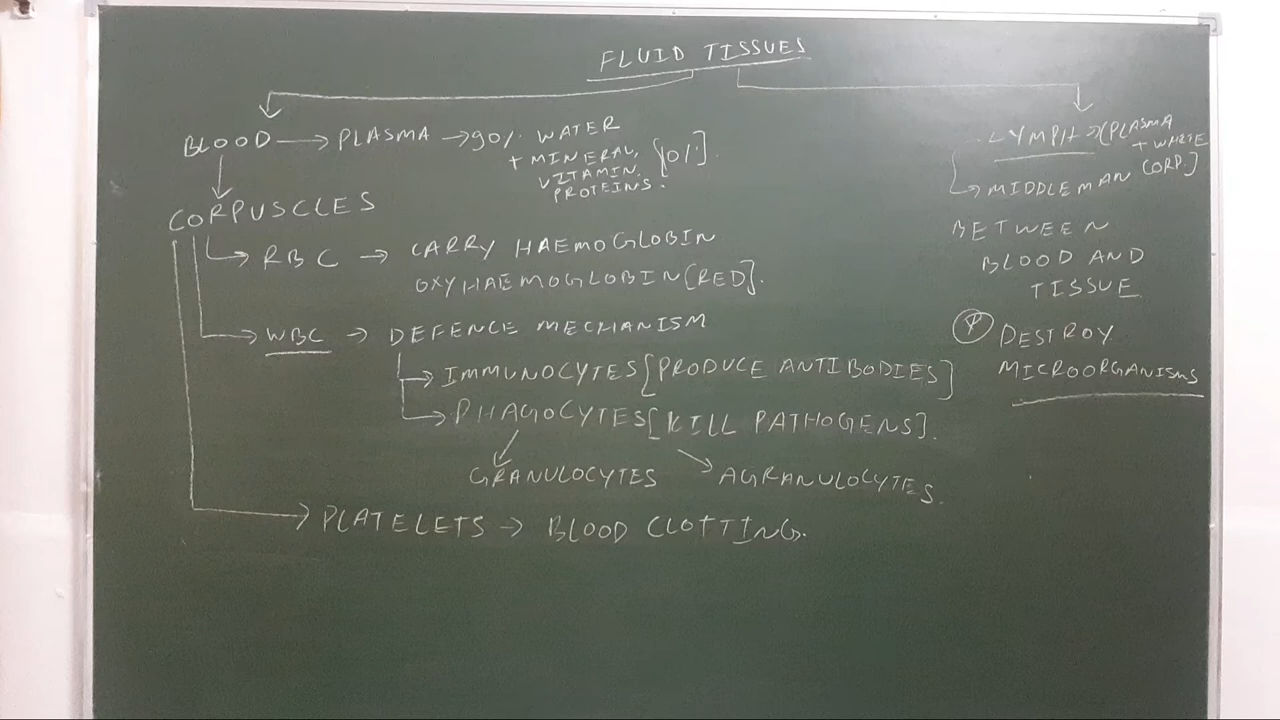 FLUID TISSUES
BLOOD → PLASMA → 90% WATER
+ MINERAL,
VITAMIN,
PROTEINS. [10%].
CORPUSCLES
→ RBC → CARRY HAEMOGLOBIN
OXYHAEMOGLOBIN [RED].
→ WBC → DEFENCE MECHANISM
→ IMMUNOCYTES [PRODUCE ANTIBODIES]
→ PHAGOCYTES [KILL PATHOGENS].
GRANULOCYTES
AGRANULOCYTES.
→ PLATELETS → BLOOD CLOTTING.
LYMPH → [PLASMA
+ WHITE
CORP.]
→ MIDDLEMAN
BETWEEN
BLOOD AND
TISSUE
DESTROY
MICROORGANISMS